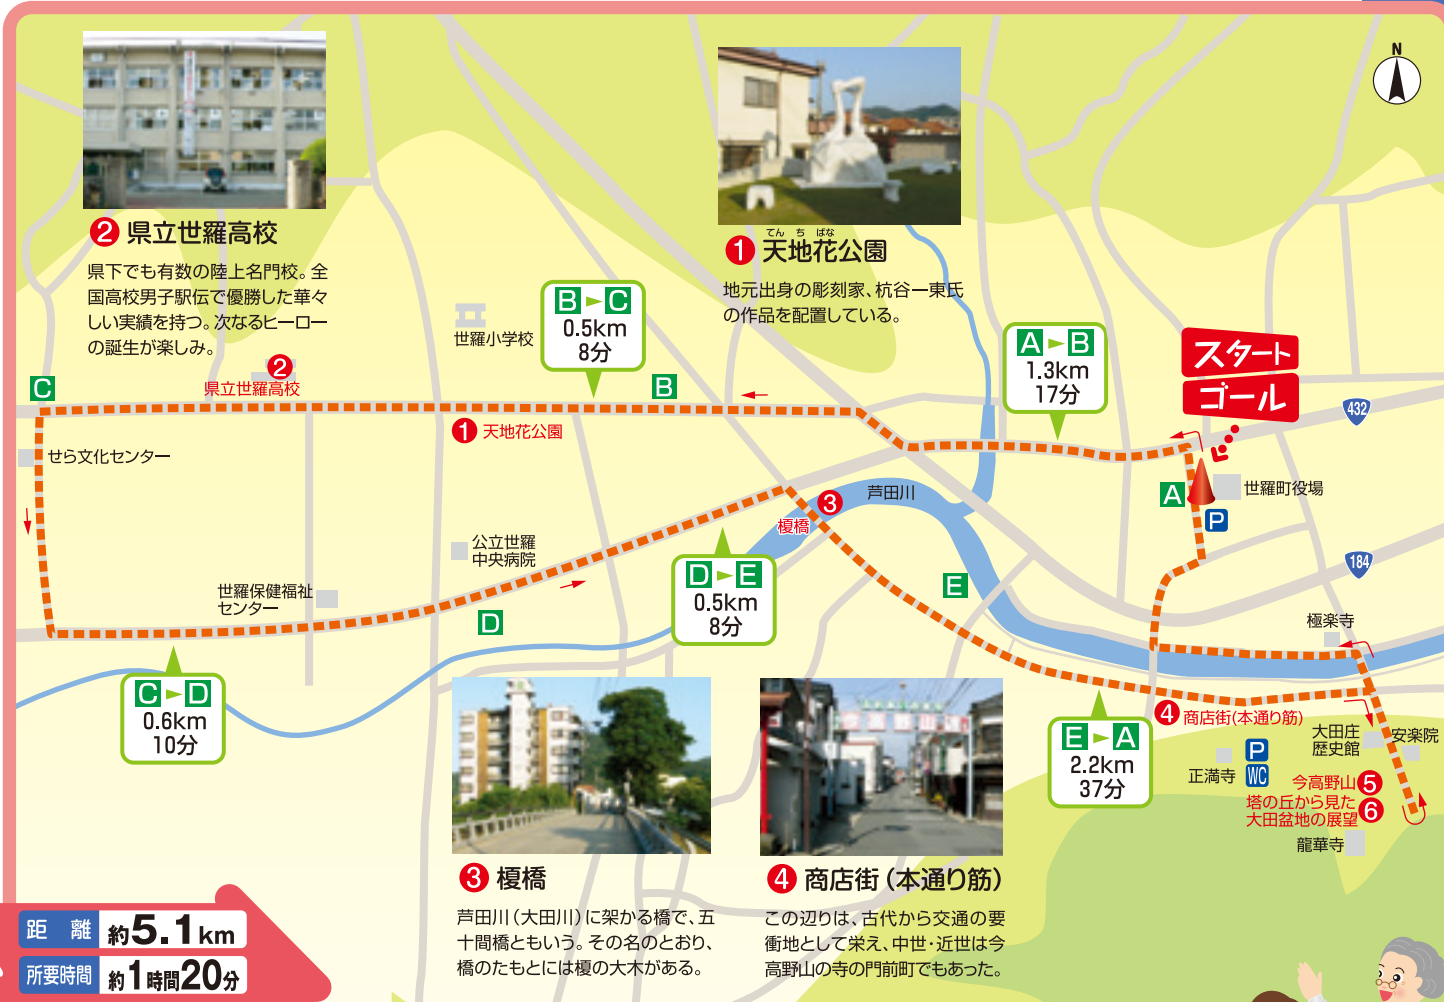 N
❷ 県立世羅高校
県下でも有数の陸上名門校。全
国高校男子駅伝で優勝した華々
しい実績を持つ。次なるヒーロー
の誕生が楽しみ。
てん ち ばな
❶ 天地花公園
地元出身の彫刻家、杭谷一東氏
の作品を配置している。
世羅小学校
B ▶ C
0.5km
8分
A ▶ B
1.3km
17分
スタート
ゴール
432
C
❷
県立世羅高校
B
❶ 天地花公園
せら文化センター
A
世羅町役場
P
芦田川
❸
榎橋
公立世羅
中央病院
184
D ▶ E
0.5km
8分
E
世羅保健福祉
センター
D
極楽寺
C ▶ D
0.6km
10分
❹ 商店街(本通り筋)
E ▶ A
2.2km
37分
大田庄
歴史館
安楽院
正満寺
P
WC
今高野山 ❺
塔の丘から見た
大田盆地の展望 ❻
龍華寺
今高野山
❸ 榎橋
芦田川（大田川）に架かる橋で、五
十間橋ともいう。その名のとおり、
橋のたもとには榎の大木がある。
❹ 商店街（本通り筋）
この辺りは、古代から交通の要
衝地として栄え、中世・近世は今
高野山の寺の門前町でもあった。
距 離 約5.1km
所要時間 約1時間20分